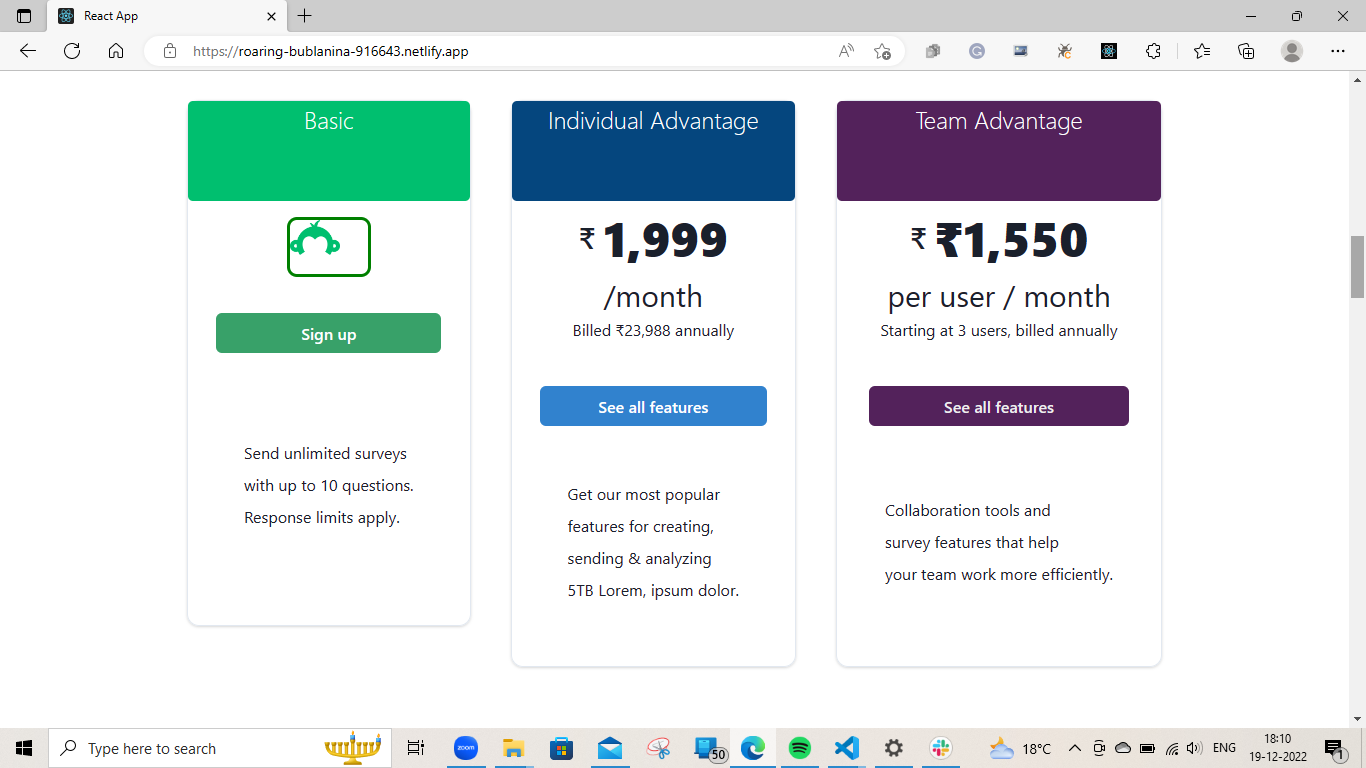 React App
https://roaring-bublanina-916643.netlify.app
Basic
Sign up
Send unlimited surveys
with up to 10 questions.
Response limits apply.
Individual Advantage
₹ 1,999
/month
Billed ₹23,988 annually
See all features
Get our most popular
features for creating,
sending & analyzing
5TB Lorem, ipsum dolor.
Team Advantage
₹ ₹1,550
per user / month
Starting at 3 users, billed annually
See all features
Collaboration tools and
survey features that help
your team work more efficiently.
Type here to search
zoom
50
18°C
ENG
18:10
19-12-2022
1